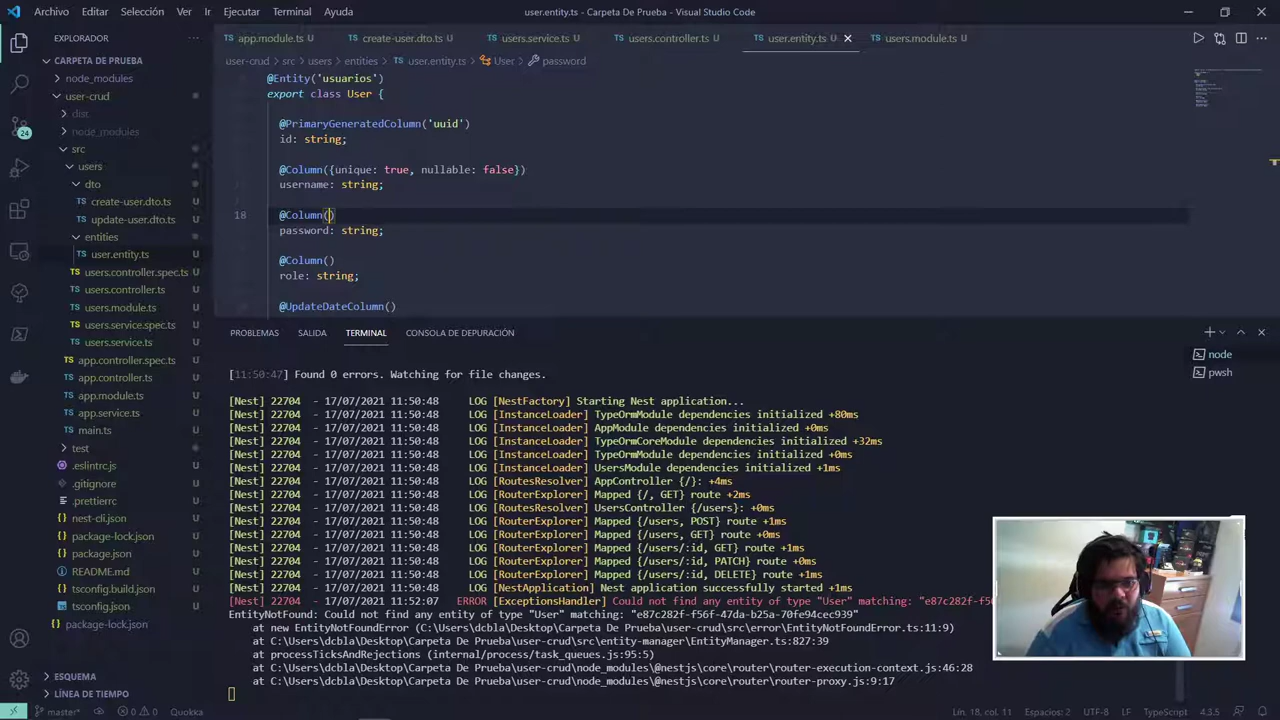 Archivo Editar Selección Ver Ir Ejecutar Terminal Ayuda
user.entity.ts - Carpeta De Prueba - Visual Studio Code
EXPLORADOR
app.module.ts U
create-user.dto.ts U
users.service.ts U
users.controller.ts U
user.entity.ts U
users.module.ts U
user-crud > src > users > entities > user.entity.ts > User > password
CARPETA DE PRUEBA
node_modules
user-crud
dist
node_modules
src
users
dto
create-user.dto.ts U
update-user.dto.ts U
entities
user.entity.ts U
users.controller.spec.ts U
users.controller.ts U
users.module.ts U
users.service.spec.ts U
users.service.ts U
app.controller.spec.ts U
app.controller.ts U
app.module.ts U
app.service.ts U
main.ts U
test
.eslintrc.js U
.gitignore U
.prettierrc U
nest-cli.json U
package-lock.json U
package.json U
README.md U
tsconfig.build.json U
tsconfig.json U
package-lock.json U
ESQUEMA
LÍNEA DE TIEMPO
24
@Entity('usuarios')
export class User {
@PrimaryGeneratedColumn('uuid')
id: string;
@Column({unique: true, nullable: false})
username: string;
18 @Column()
password: string;
@Column()
role: string;
@UpdateDateColumn()
PROBLEMAS SALIDA TERMINAL CONSOLA DE DEPURACIÓN
node
pwsh
[11:50:47] Found 0 errors. Watching for file changes.
[Nest] 22704 - 17/07/2021 11:50:48 LOG [NestFactory] Starting Nest application...
[Nest] 22704 - 17/07/2021 11:50:48 LOG [InstanceLoader] TypeOrmModule dependencies initialized +80ms
[Nest] 22704 - 17/07/2021 11:50:48 LOG [InstanceLoader] AppModule dependencies initialized +0ms
[Nest] 22704 - 17/07/2021 11:50:48 LOG [InstanceLoader] TypeOrmCoreModule dependencies initialized +32ms
[Nest] 22704 - 17/07/2021 11:50:48 LOG [InstanceLoader] TypeOrmModule dependencies initialized +0ms
[Nest] 22704 - 17/07/2021 11:50:48 LOG [InstanceLoader] UsersModule dependencies initialized +1ms
[Nest] 22704 - 17/07/2021 11:50:48 LOG [RoutesResolver] AppController {/}: +4ms
[Nest] 22704 - 17/07/2021 11:50:48 LOG [RouterExplorer] Mapped {/, GET} route +2ms
[Nest] 22704 - 17/07/2021 11:50:48 LOG [RoutesResolver] UsersController {/users}: +0ms
[Nest] 22704 - 17/07/2021 11:50:48 LOG [RouterExplorer] Mapped {/users, POST} route +1ms
[Nest] 22704 - 17/07/2021 11:50:48 LOG [RouterExplorer] Mapped {/users, GET} route +0ms
[Nest] 22704 - 17/07/2021 11:50:48 LOG [RouterExplorer] Mapped {/users/:id, GET} route +1ms
[Nest] 22704 - 17/07/2021 11:50:48 LOG [RouterExplorer] Mapped {/users/:id, PATCH} route +0ms
[Nest] 22704 - 17/07/2021 11:50:48 LOG [RouterExplorer] Mapped {/users/:id, DELETE} route +1ms
[Nest] 22704 - 17/07/2021 11:50:48 LOG [NestApplication] Nest application successfully started +1ms
[Nest] 22704 - 17/07/2021 11:52:07 ERROR [ExceptionsHandler] Could not find any entity of type "User" matching: "e87c282f-f56
EntityNotFound: Could not find any entity of type "User" matching: "e87c282f-f56f-47da-b25a-70fe94cec939"
at new EntityNotFoundError (C:\Users\dcbla\Desktop\Carpeta De Prueba\user-crud\src\error\EntityNotFoundError.ts:11:9)
at C:\Users\dcbla\Desktop\Carpeta De Prueba\user-crud\src\entity-manager\EntityManager.ts:827:39
at processTicksAndRejections (internal/process/task_queues.js:95:5)
at C:\Users\dcbla\Desktop\Carpeta De Prueba\user-crud\node_modules\@nestjs\core\router\router-execution-context.js:46:28
at C:\Users\dcbla\Desktop\Carpeta De Prueba\user-crud\node_modules\@nestjs\core\router\router-proxy.js:9:17
master* 0 0 Quokka
Lín. 18, col. 11 Espacios: 2 UTF-8 LF TypeScript 4.3.5